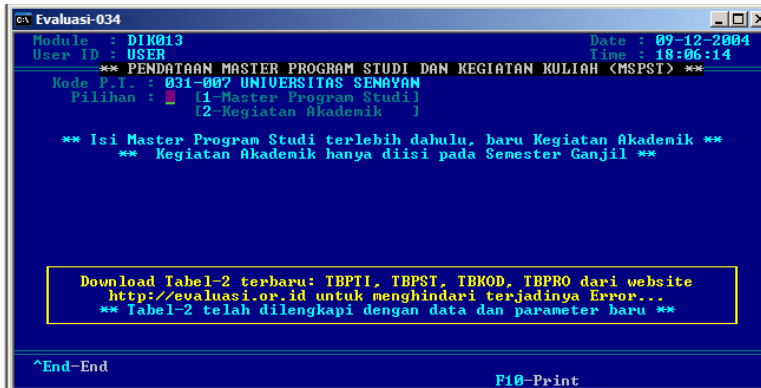 Evaluasi-034
Module : DIK013 Date : 09-12-2004
User ID : USER Time : 18:06:14
** PENDATAAN MASTER PROGRAM STUDI DAN KEGIATAN KULIAH (MSPST) **
Kode P.T. : 031-007 UNIVERSITAS SENAYAN
Pilihan : [1-Master Program Studi]
[2-Kegiatan Akademik ]
** Isi Master Program Studi terlebih dahulu, baru Kegiatan Akademik **
** Kegiatan Akademik hanya diisi pada Semester Ganjil **
Download Tabel-2 terbaru: TBPTI, TBPST, TBKOD, TBPRO dari website
http://evaluasi.or.id untuk menghindari terjadinya Error...
** Tabel-2 telah dilengkapi dengan data dan parameter baru **
^End-End
F10-Print